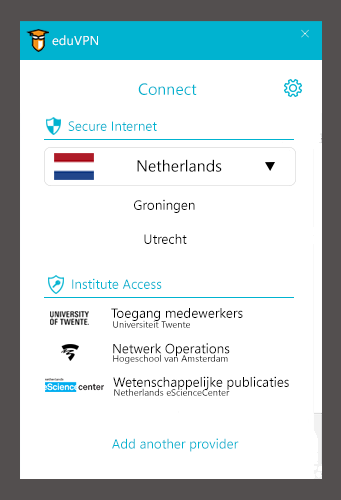 eduVPN
Connect
Secure Internet
Netherlands
Groningen
Utrecht
Institute Access
UNIVERSITY
OF TWENTE.
Toegang medewerkers
Universiteit Twente
Netwerk Operations
Hogeschool van Amsterdam
netherlands
eScience center
Wetenschappelijke publicaties
Netherlands eScienceCenter
Add another provider